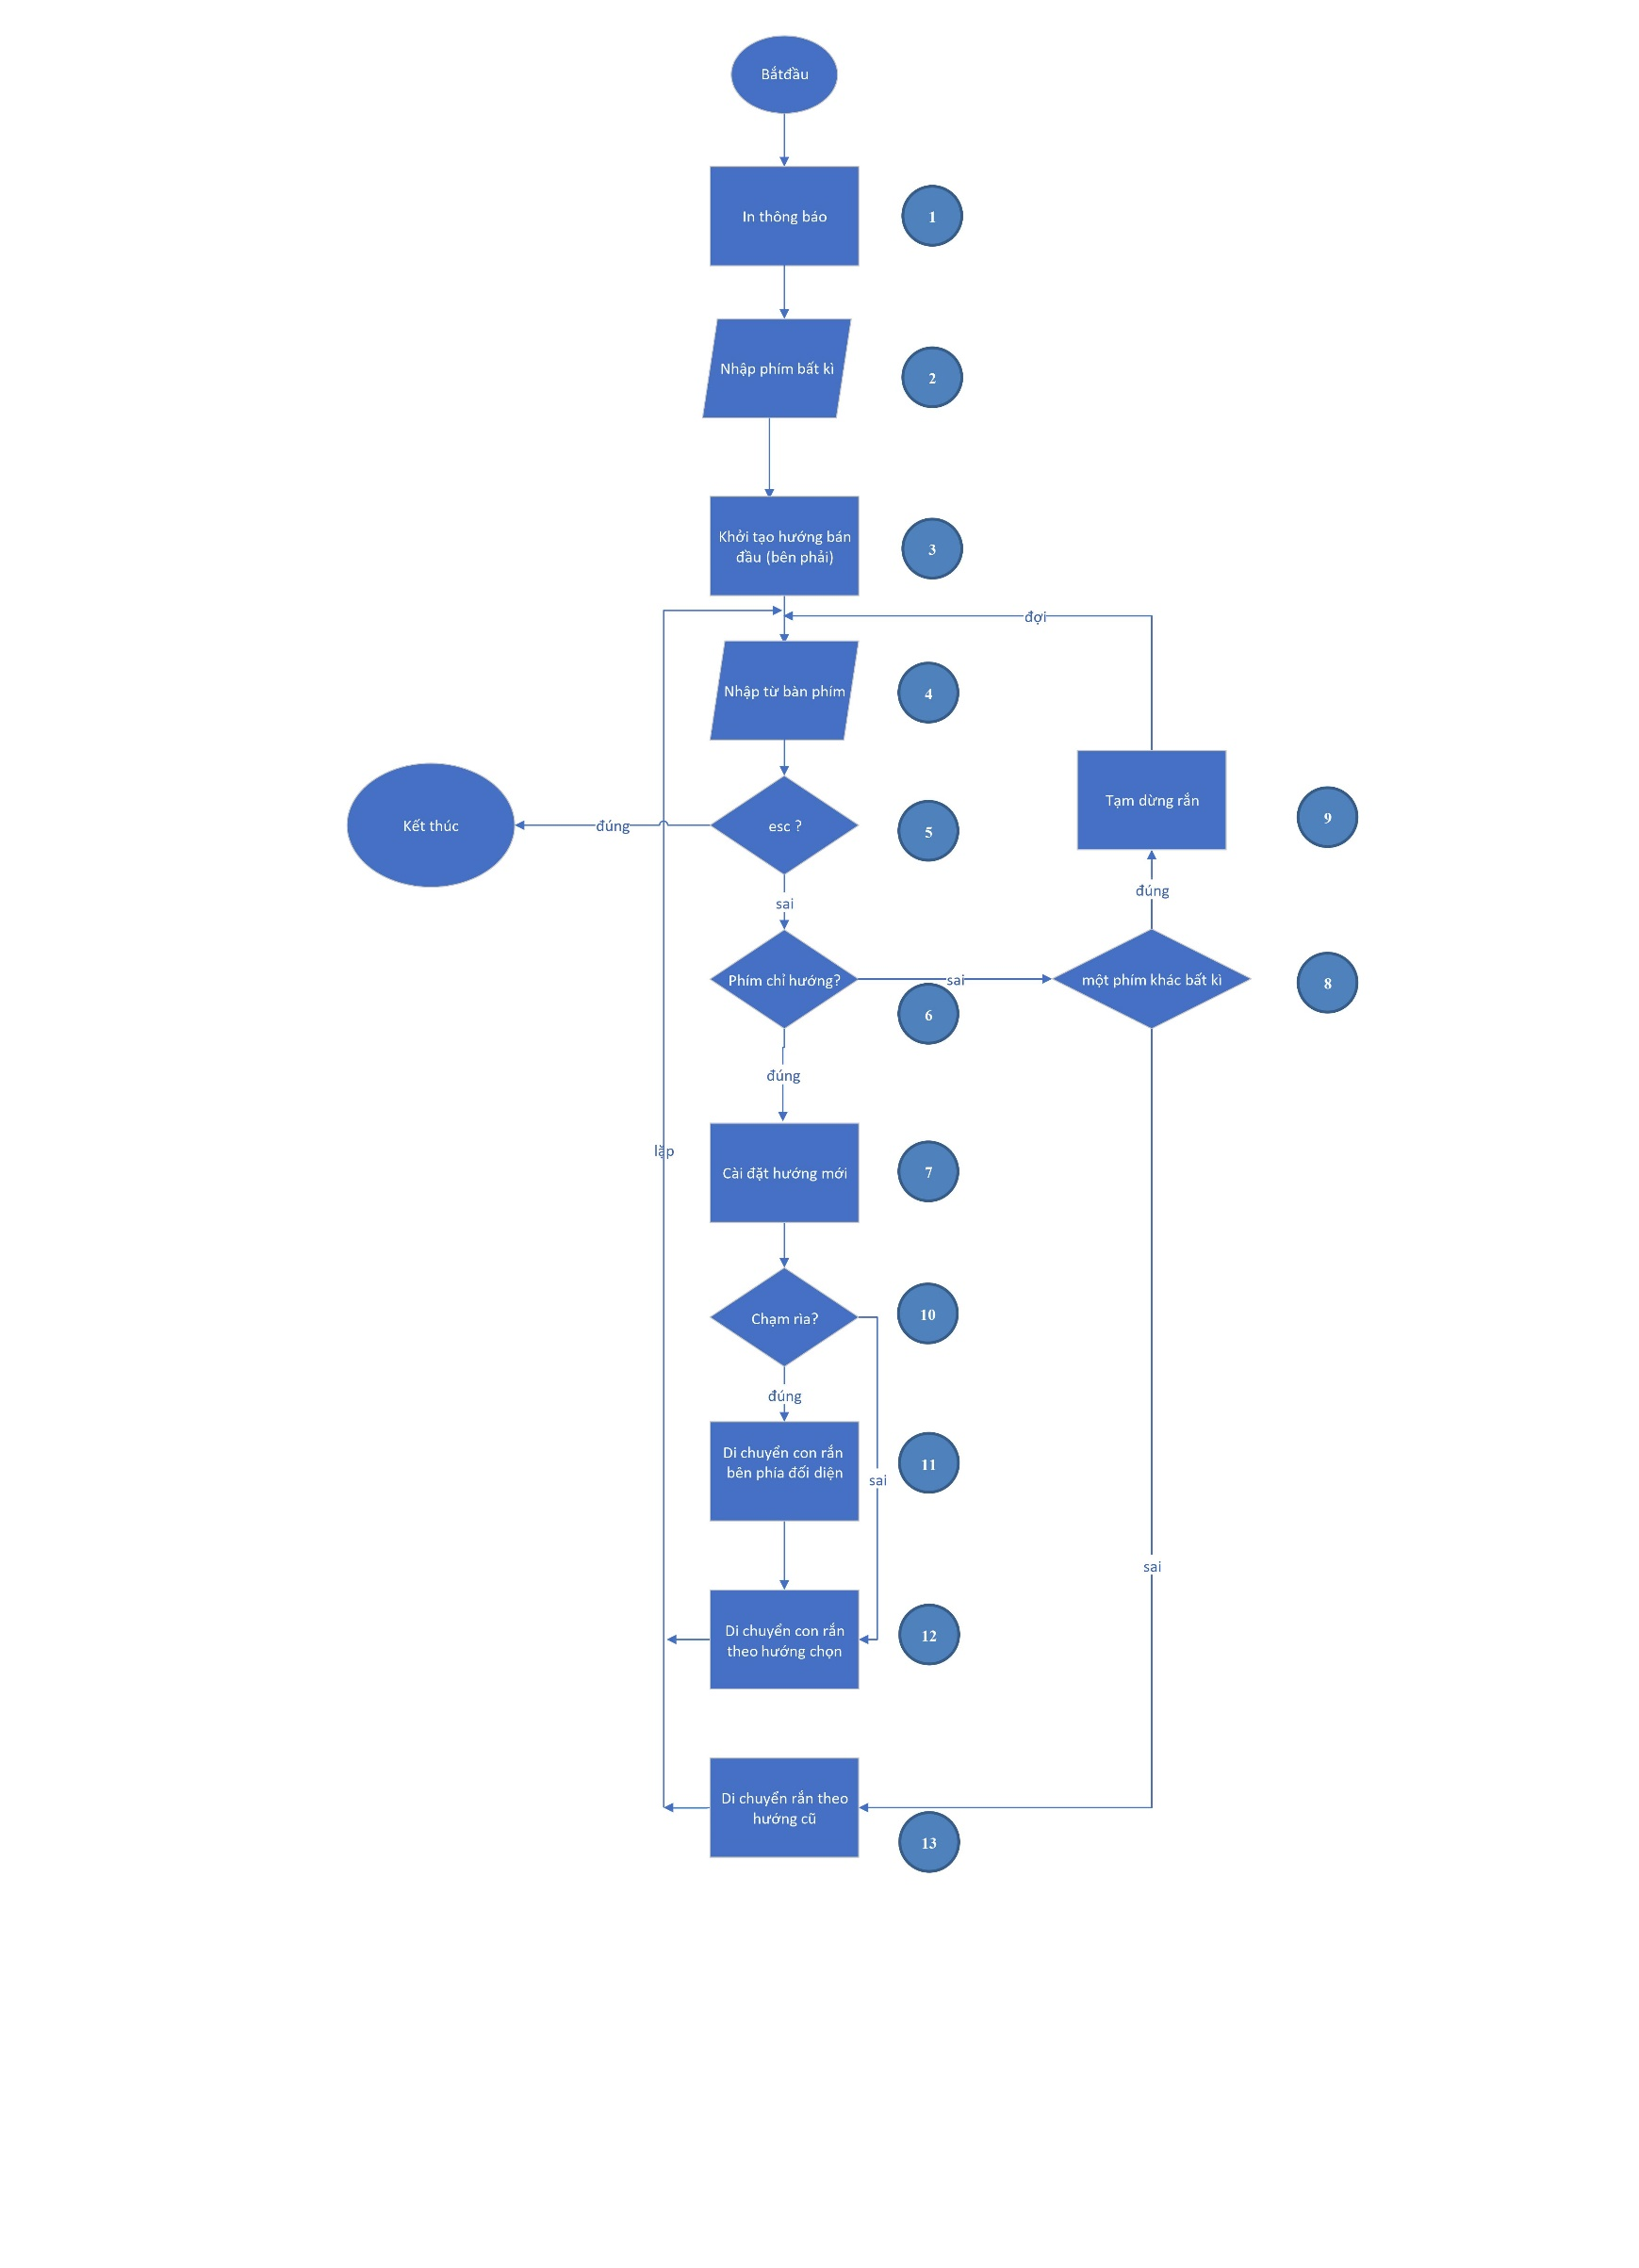 Bắtđầu
In thông báo
1
Nhập phím bất kì
2
Khởi tạo hướng bán
đầu (bên phải)
3
đợi
Nhập từ bàn phím
4
Tạm dừng rắn
9
Kết thúc
đúng
esc ?
5
đúng
sai
Phím chỉ hướng?
sai
một phím khác bất kì
8
6
đúng
lặp
Cài đặt hướng mới
7
Chạm rìa?
10
đúng
Di chuyển con rắn
bên phía đối diện
11
sai
sai
Di chuyển con rắn
theo hướng chọn
12
Di chuyển rắn theo
hướng cũ
13